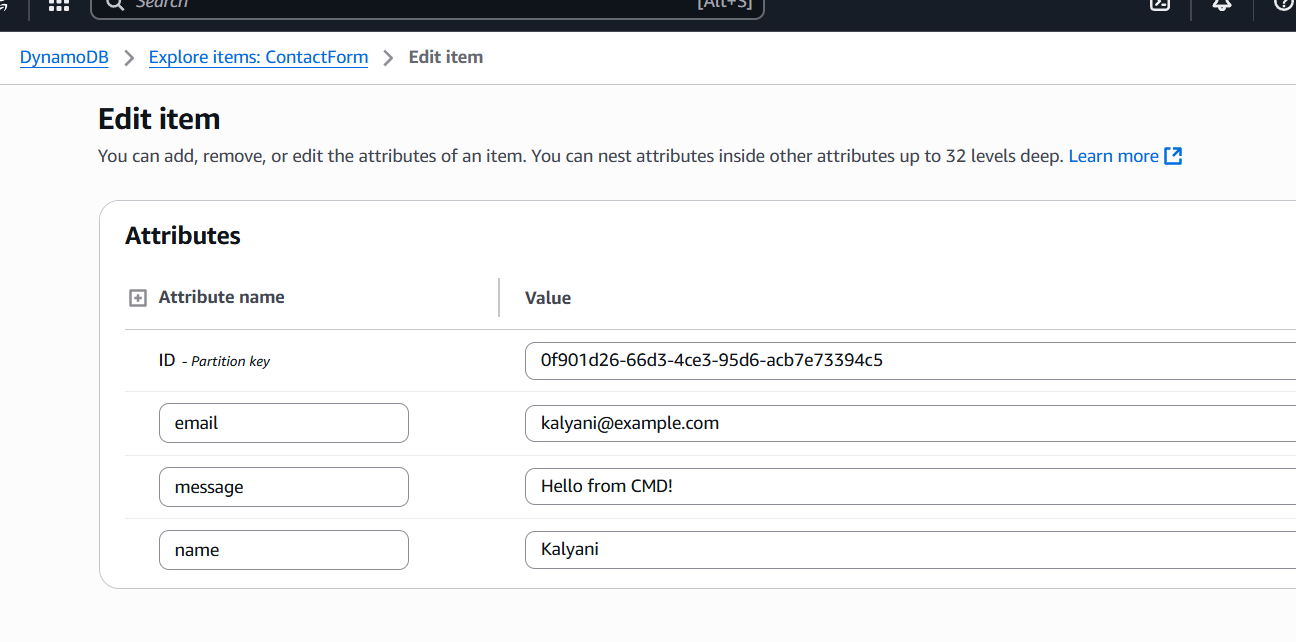 Search [Alt+S]
DynamoDB > Explore items: ContactForm > Edit item
Edit item
You can add, remove, or edit the attributes of an item. You can nest attributes inside other attributes up to 32 levels deep. Learn more
Attributes
Attribute name Value
ID - Partition key 0f901d26-66d3-4ce3-95d6-acb7e73394c5
email kalyani@example.com
message Hello from CMD!
name Kalyani